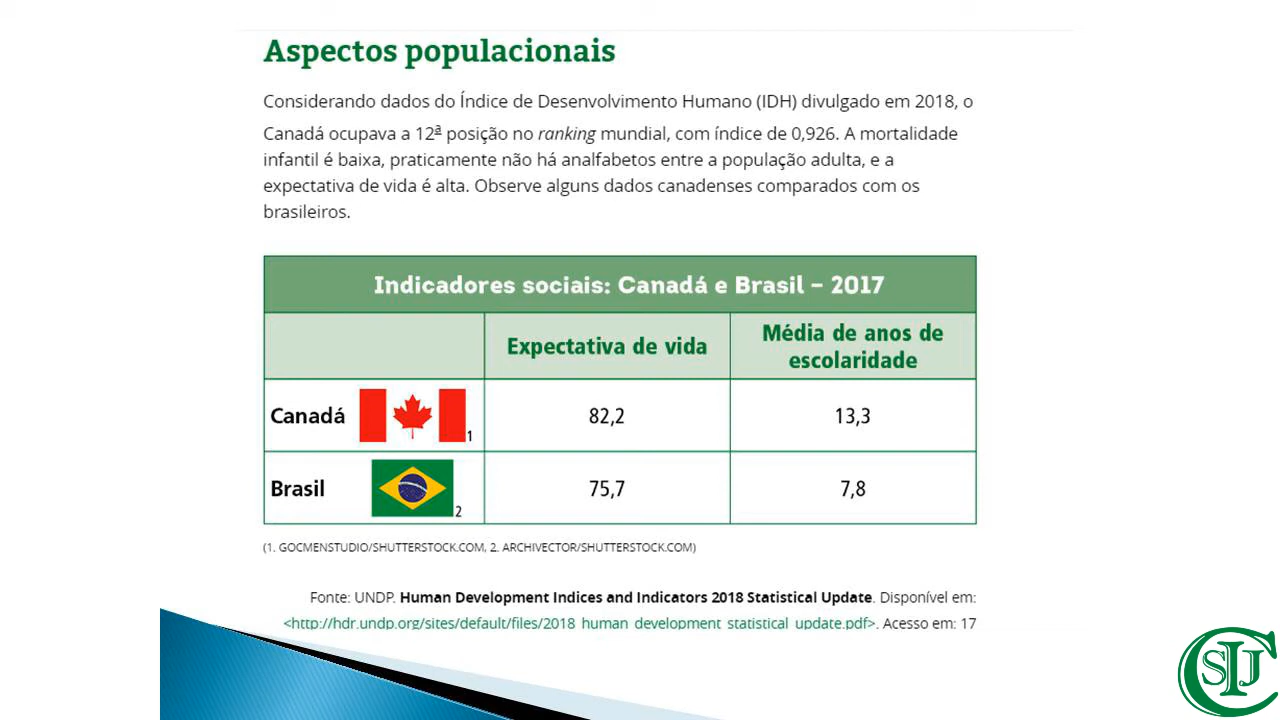 Aspectos populacionais
Considerando dados do Índice de Desenvolvimento Humano (IDH) divulgado em 2018, o
Canadá ocupava a 12ª posição no ranking mundial, com índice de 0,926. A mortalidade
infantil é baixa, praticamente não há analfabetos entre a população adulta, e a
expectativa de vida é alta. Observe alguns dados canadenses comparados com os
brasileiros.
Indicadores sociais: Canadá e Brasil – 2017
Expectativa de vida
Média de anos de
escolaridade
Canadá 1 82,2 13,3
Brasil 2 75,7 7,8
(1. GOCMENSTUDIO/SHUTTERSTOCK.COM, 2. ARCHIVECTOR/SHUTTERSTOCK.COM)
Fonte: UNDP. Human Development Indices and Indicators 2018 Statistical Update. Disponível em:
<http://hdr.undp.org/sites/default/files/2018_human_development_statistical_update.pdf>. Acesso em: 17
CSIJ